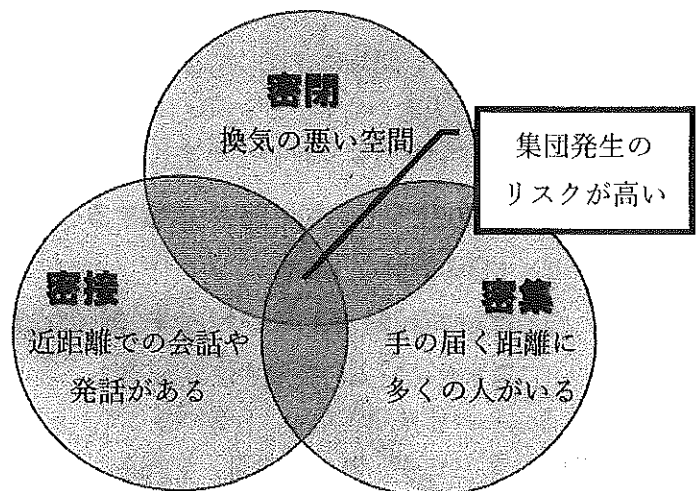 密閉
換気の悪い空間
集団発生の
リスクが高い
密接
近距離での会話や
発話がある
密集
手の届く距離に
多くの人がいる